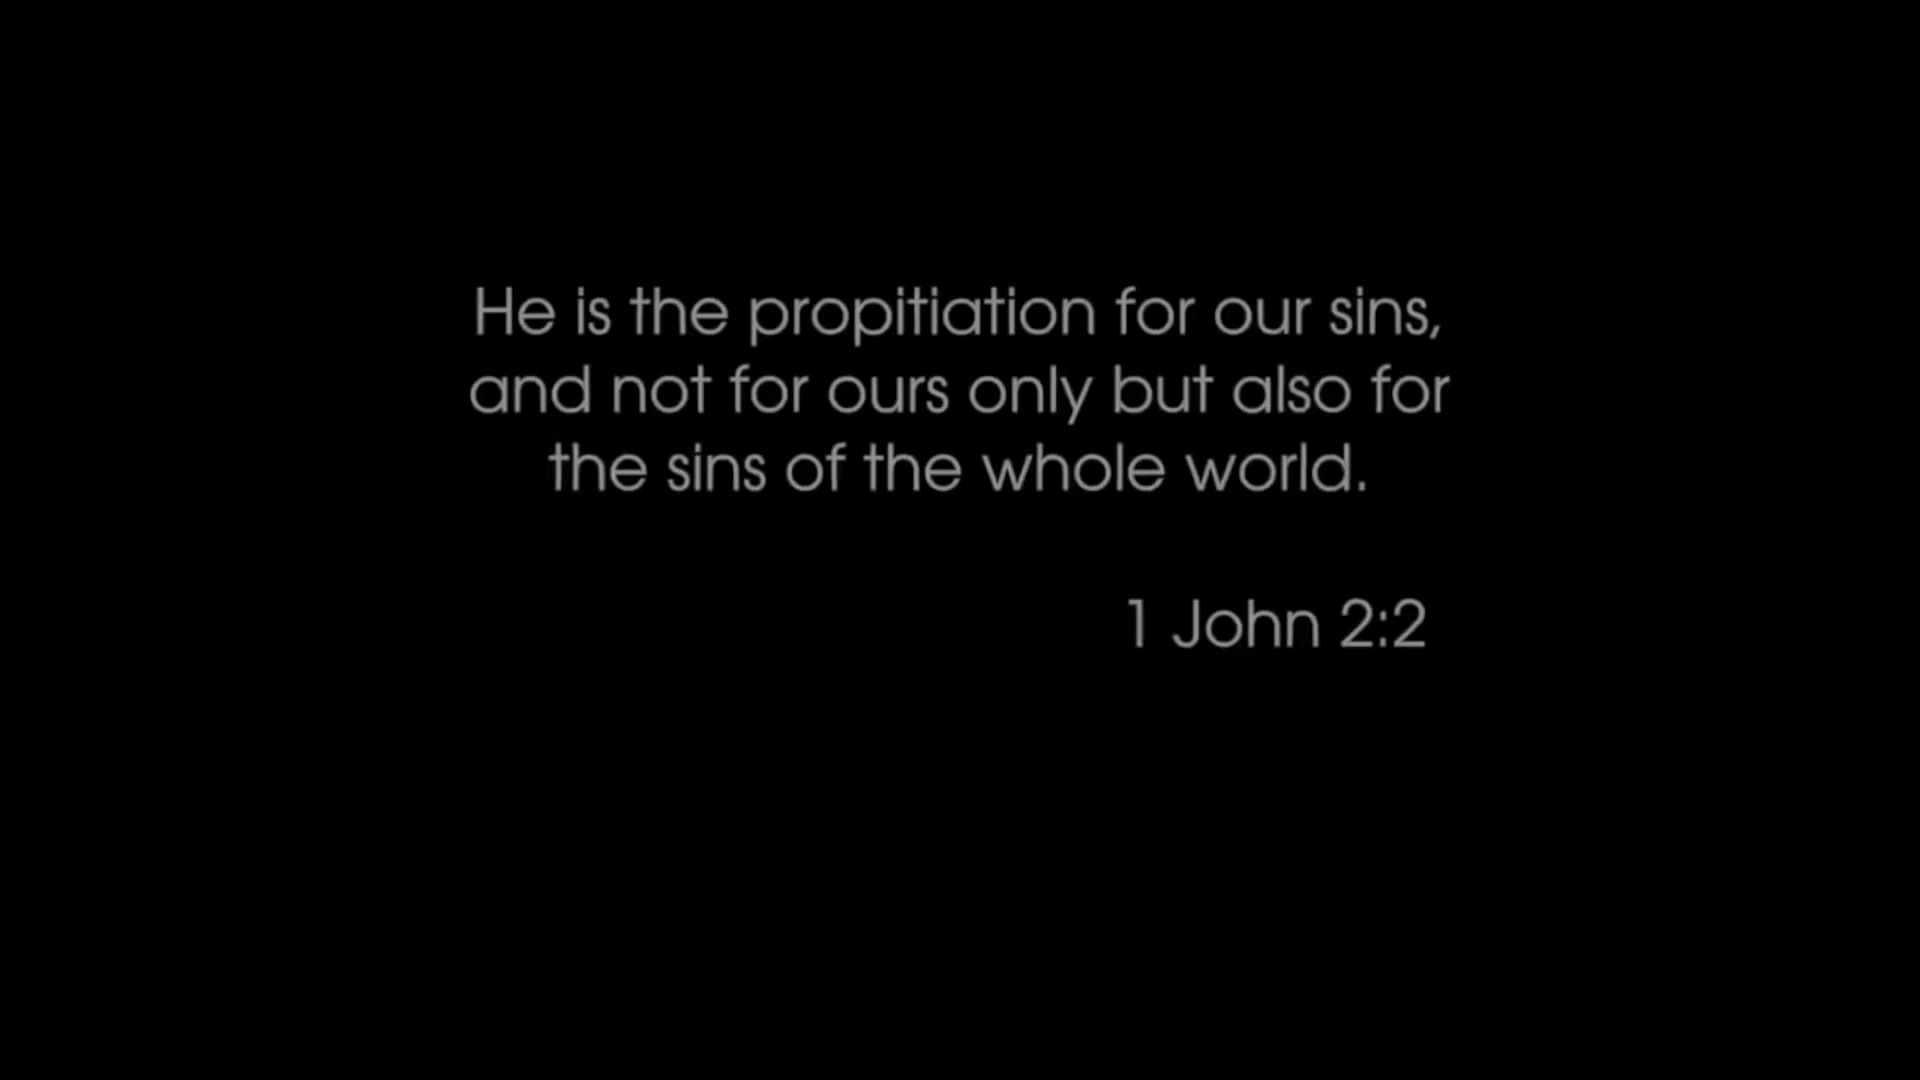 He is the propitiation for our sins,
and not for ours only but also for
the sins of the whole world.
1 John 2:2